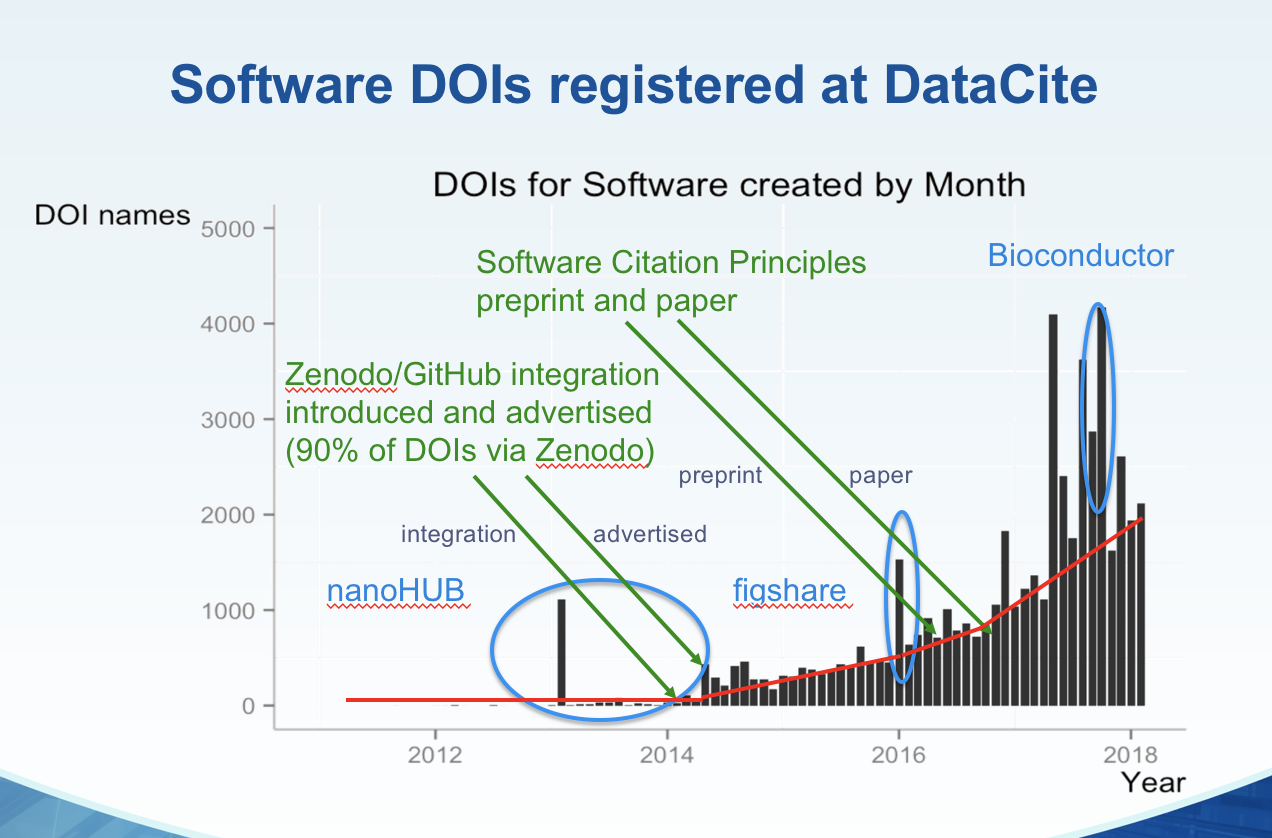 Software DOIs registered at DataCite
DOIs for Software created by Month
DOI names
5000
4000
3000
2000
1000
0
Software Citation Principles
preprint and paper
Bioconductor
Zenodo/GitHub integration
introduced and advertised
(90% of DOIs via Zenodo)
preprint
paper
integration
advertised
nanoHUB
figshare
2012
2014
2016
2018
Year